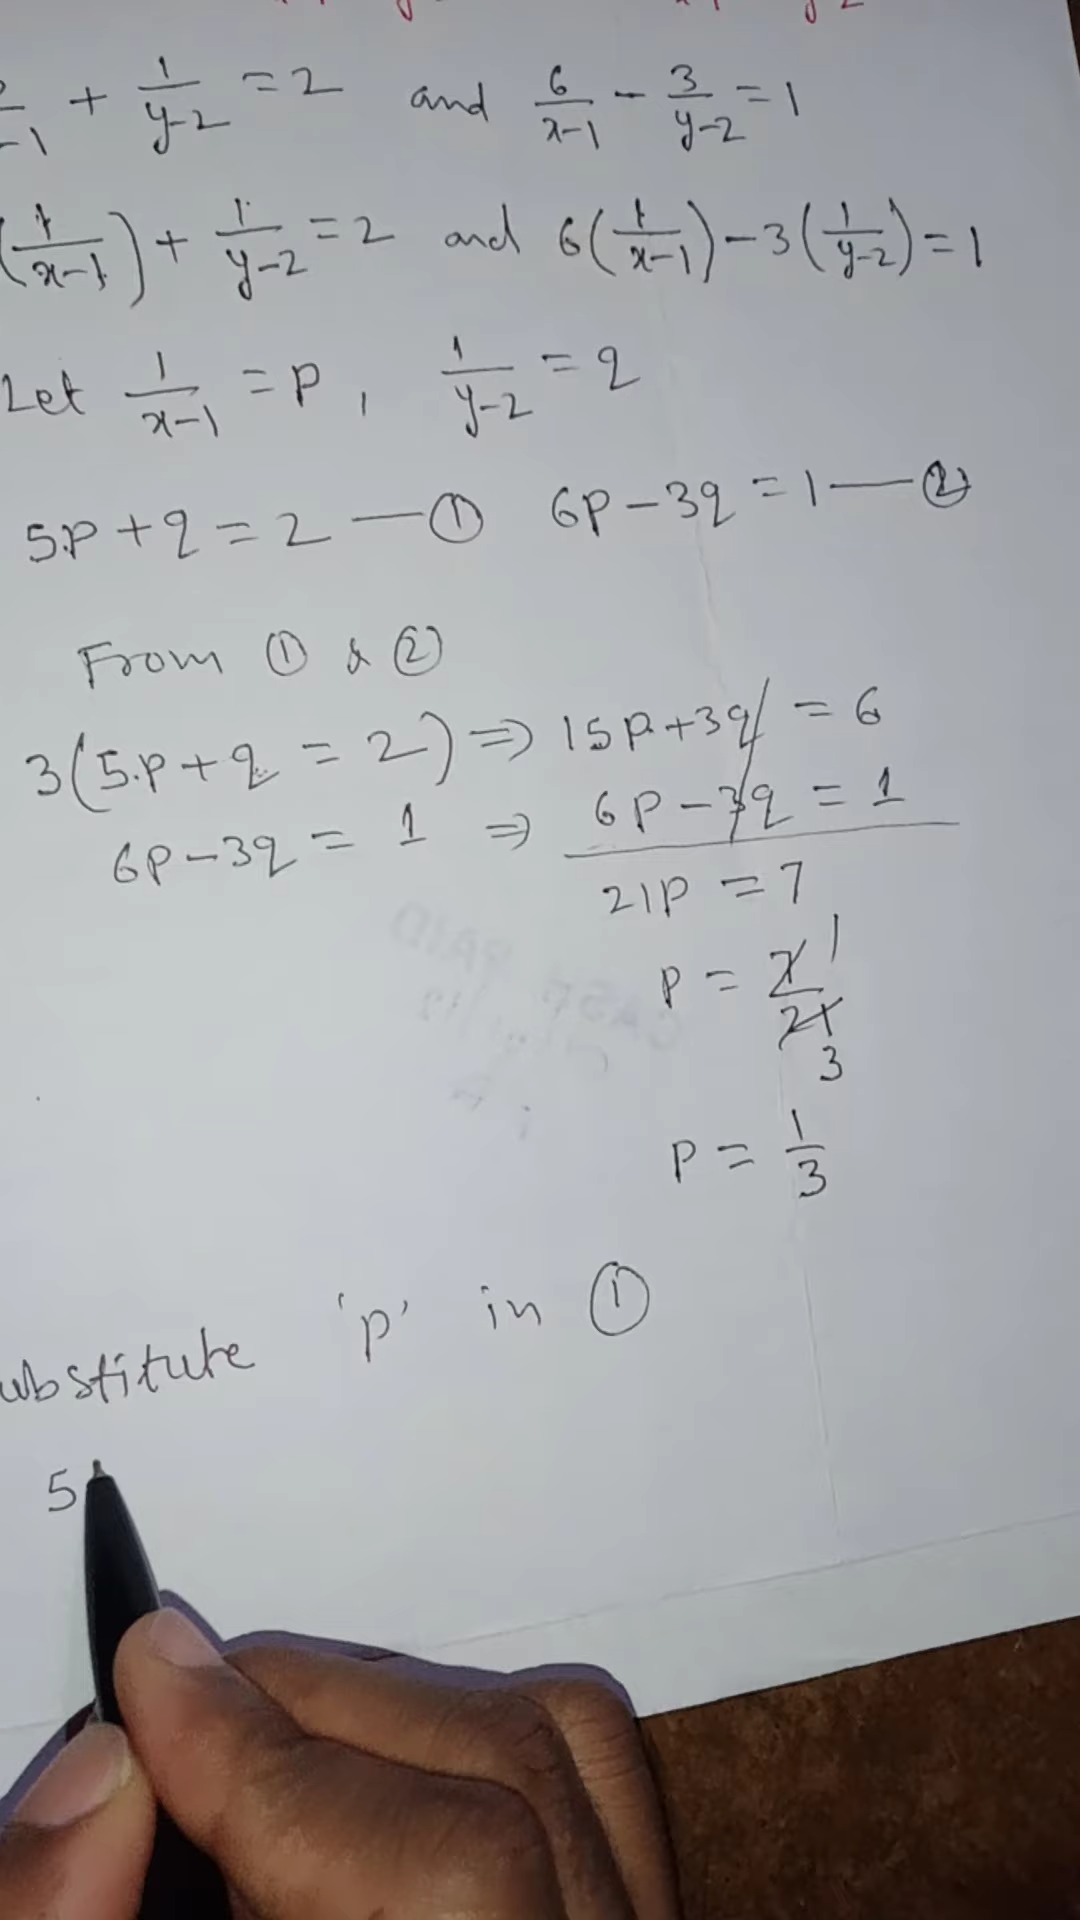 + 1/(y-2) = 2 and 6/(x-1) - 3/(y-2) = 1
(1/(x-1)) + 1/(y-2) = 2 and 6(1/(x-1)) - 3(1/(y-2)) = 1
Let 1/(x-1) = P, 1/(y-2) = q
5P + q = 2 — ① 6P - 3q = 1 — ②
From ① & ②
3(5P + q = 2) ⇒ 15P + 3q = 6
6P - 3q = 1 ⇒ 6P - 3q = 1
21P = 7
P = 7/21 1/3
P = 1/3
ubstitute 'p' in ①
5